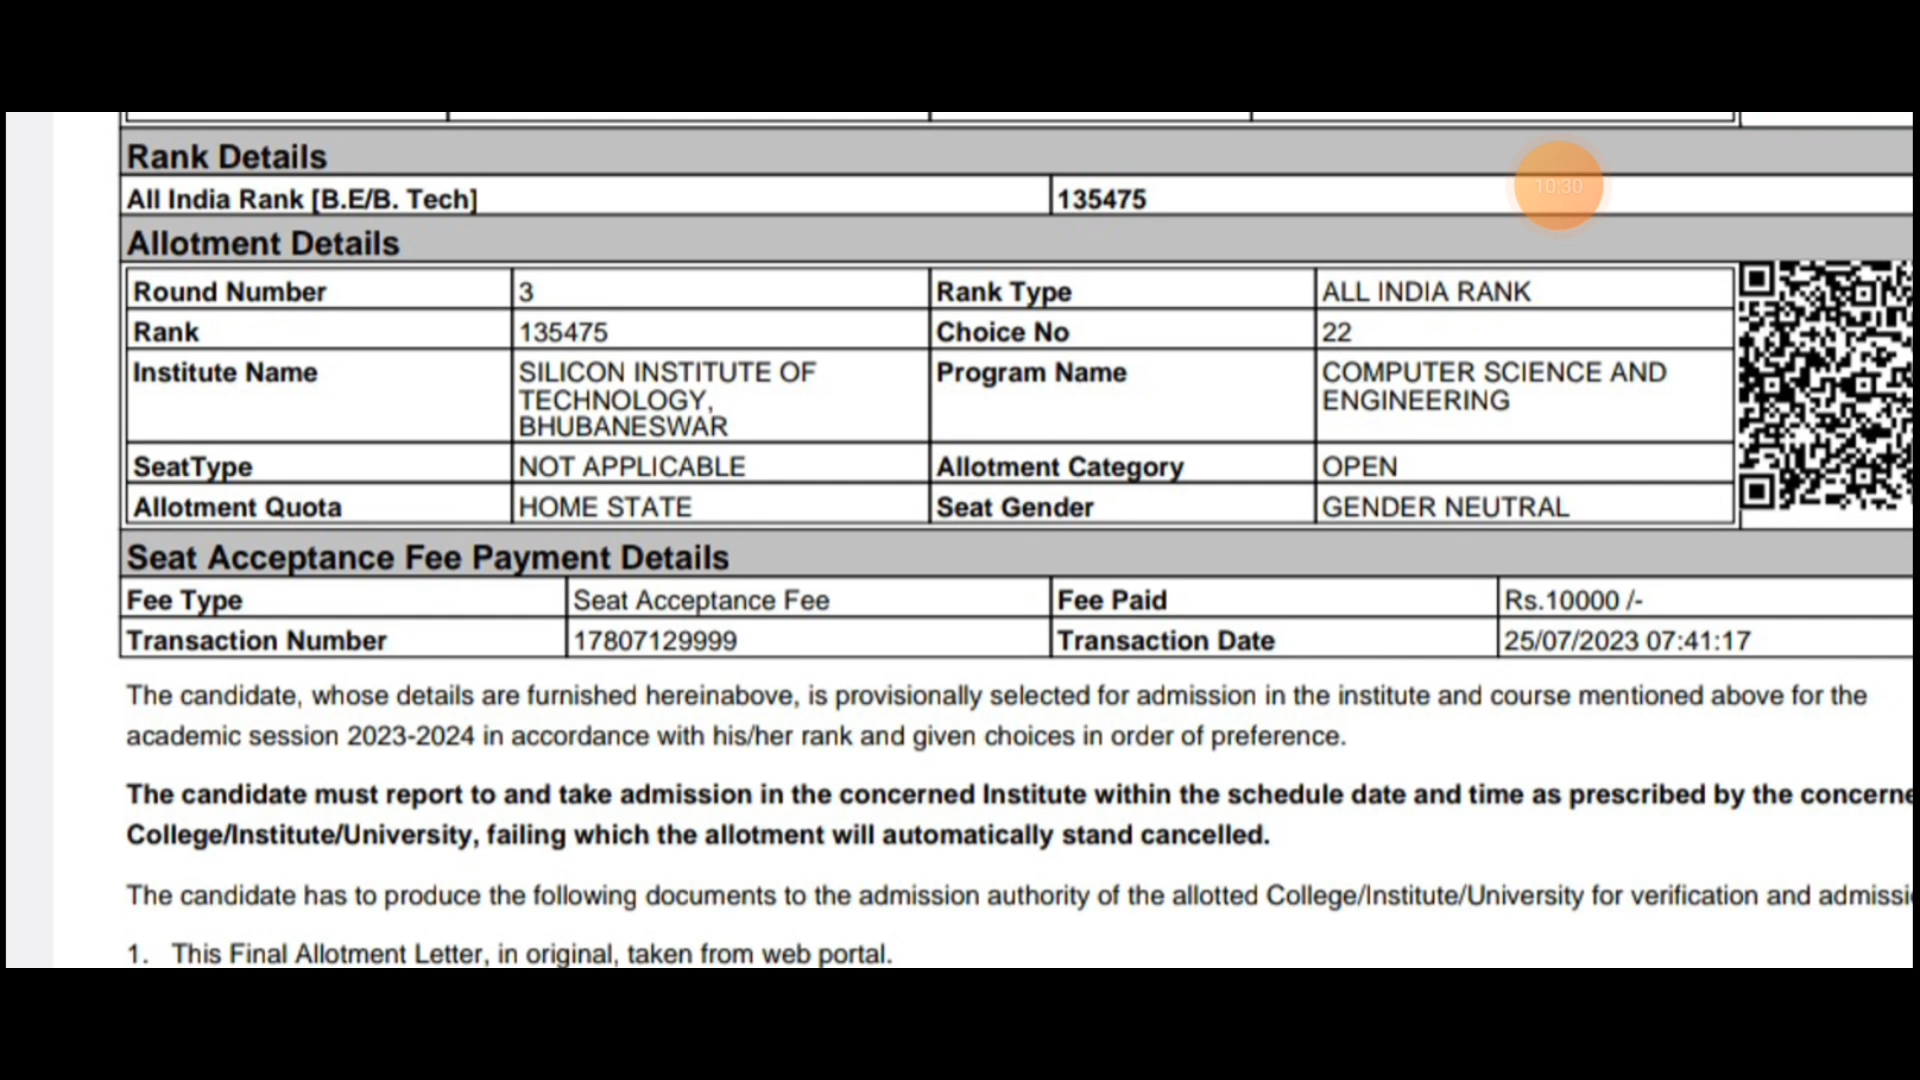 Rank Details
All India Rank [B.E/B. Tech] 135475
10:30
Allotment Details
Round Number 3 Rank Type ALL INDIA RANK
Rank 135475 Choice No 22
Institute Name SILICON INSTITUTE OF Program Name COMPUTER SCIENCE AND
TECHNOLOGY, ENGINEERING
BHUBANESWAR
SeatType NOT APPLICABLE Allotment Category OPEN
Allotment Quota HOME STATE Seat Gender GENDER NEUTRAL
Seat Acceptance Fee Payment Details
Fee Type Seat Acceptance Fee Fee Paid Rs.10000 /-
Transaction Number 17807129999 Transaction Date 25/07/2023 07:41:17
The candidate, whose details are furnished hereinabove, is provisionally selected for admission in the institute and course mentioned above for the
academic session 2023-2024 in accordance with his/her rank and given choices in order of preference.
The candidate must report to and take admission in the concerned Institute within the schedule date and time as prescribed by the concerne
College/Institute/University, failing which the allotment will automatically stand cancelled.
The candidate has to produce the following documents to the admission authority of the allotted College/Institute/University for verification and admissi
1. This Final Allotment Letter, in original, taken from web portal.